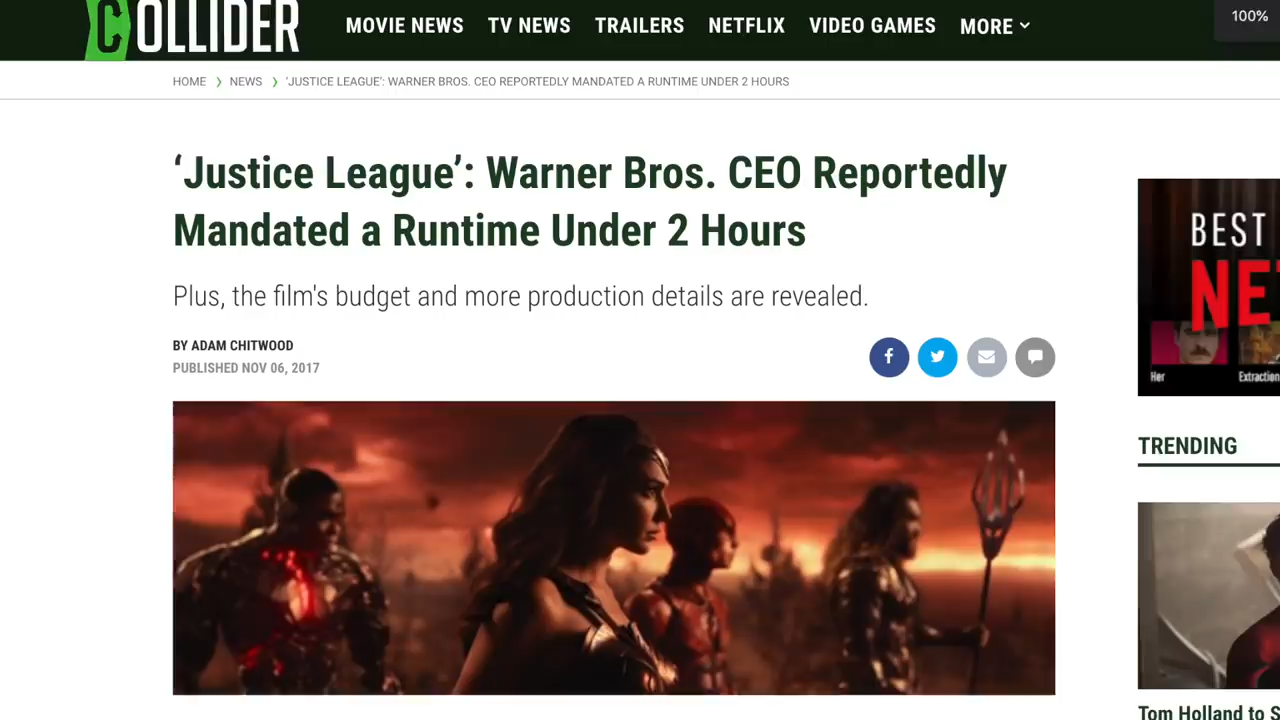 COLLIDER
MOVIE NEWS TV NEWS TRAILERS NETFLIX VIDEO GAMES MORE
100%
HOME NEWS 'JUSTICE LEAGUE': WARNER BROS. CEO REPORTEDLY MANDATED A RUNTIME UNDER 2 HOURS
‘Justice League’: Warner Bros. CEO Reportedly
Mandated a Runtime Under 2 Hours
Plus, the film's budget and more production details are revealed.
BY ADAM CHITWOOD
PUBLISHED NOV 06, 2017
BEST
NE
Her Extraction
TRENDING
Tom Holland to S